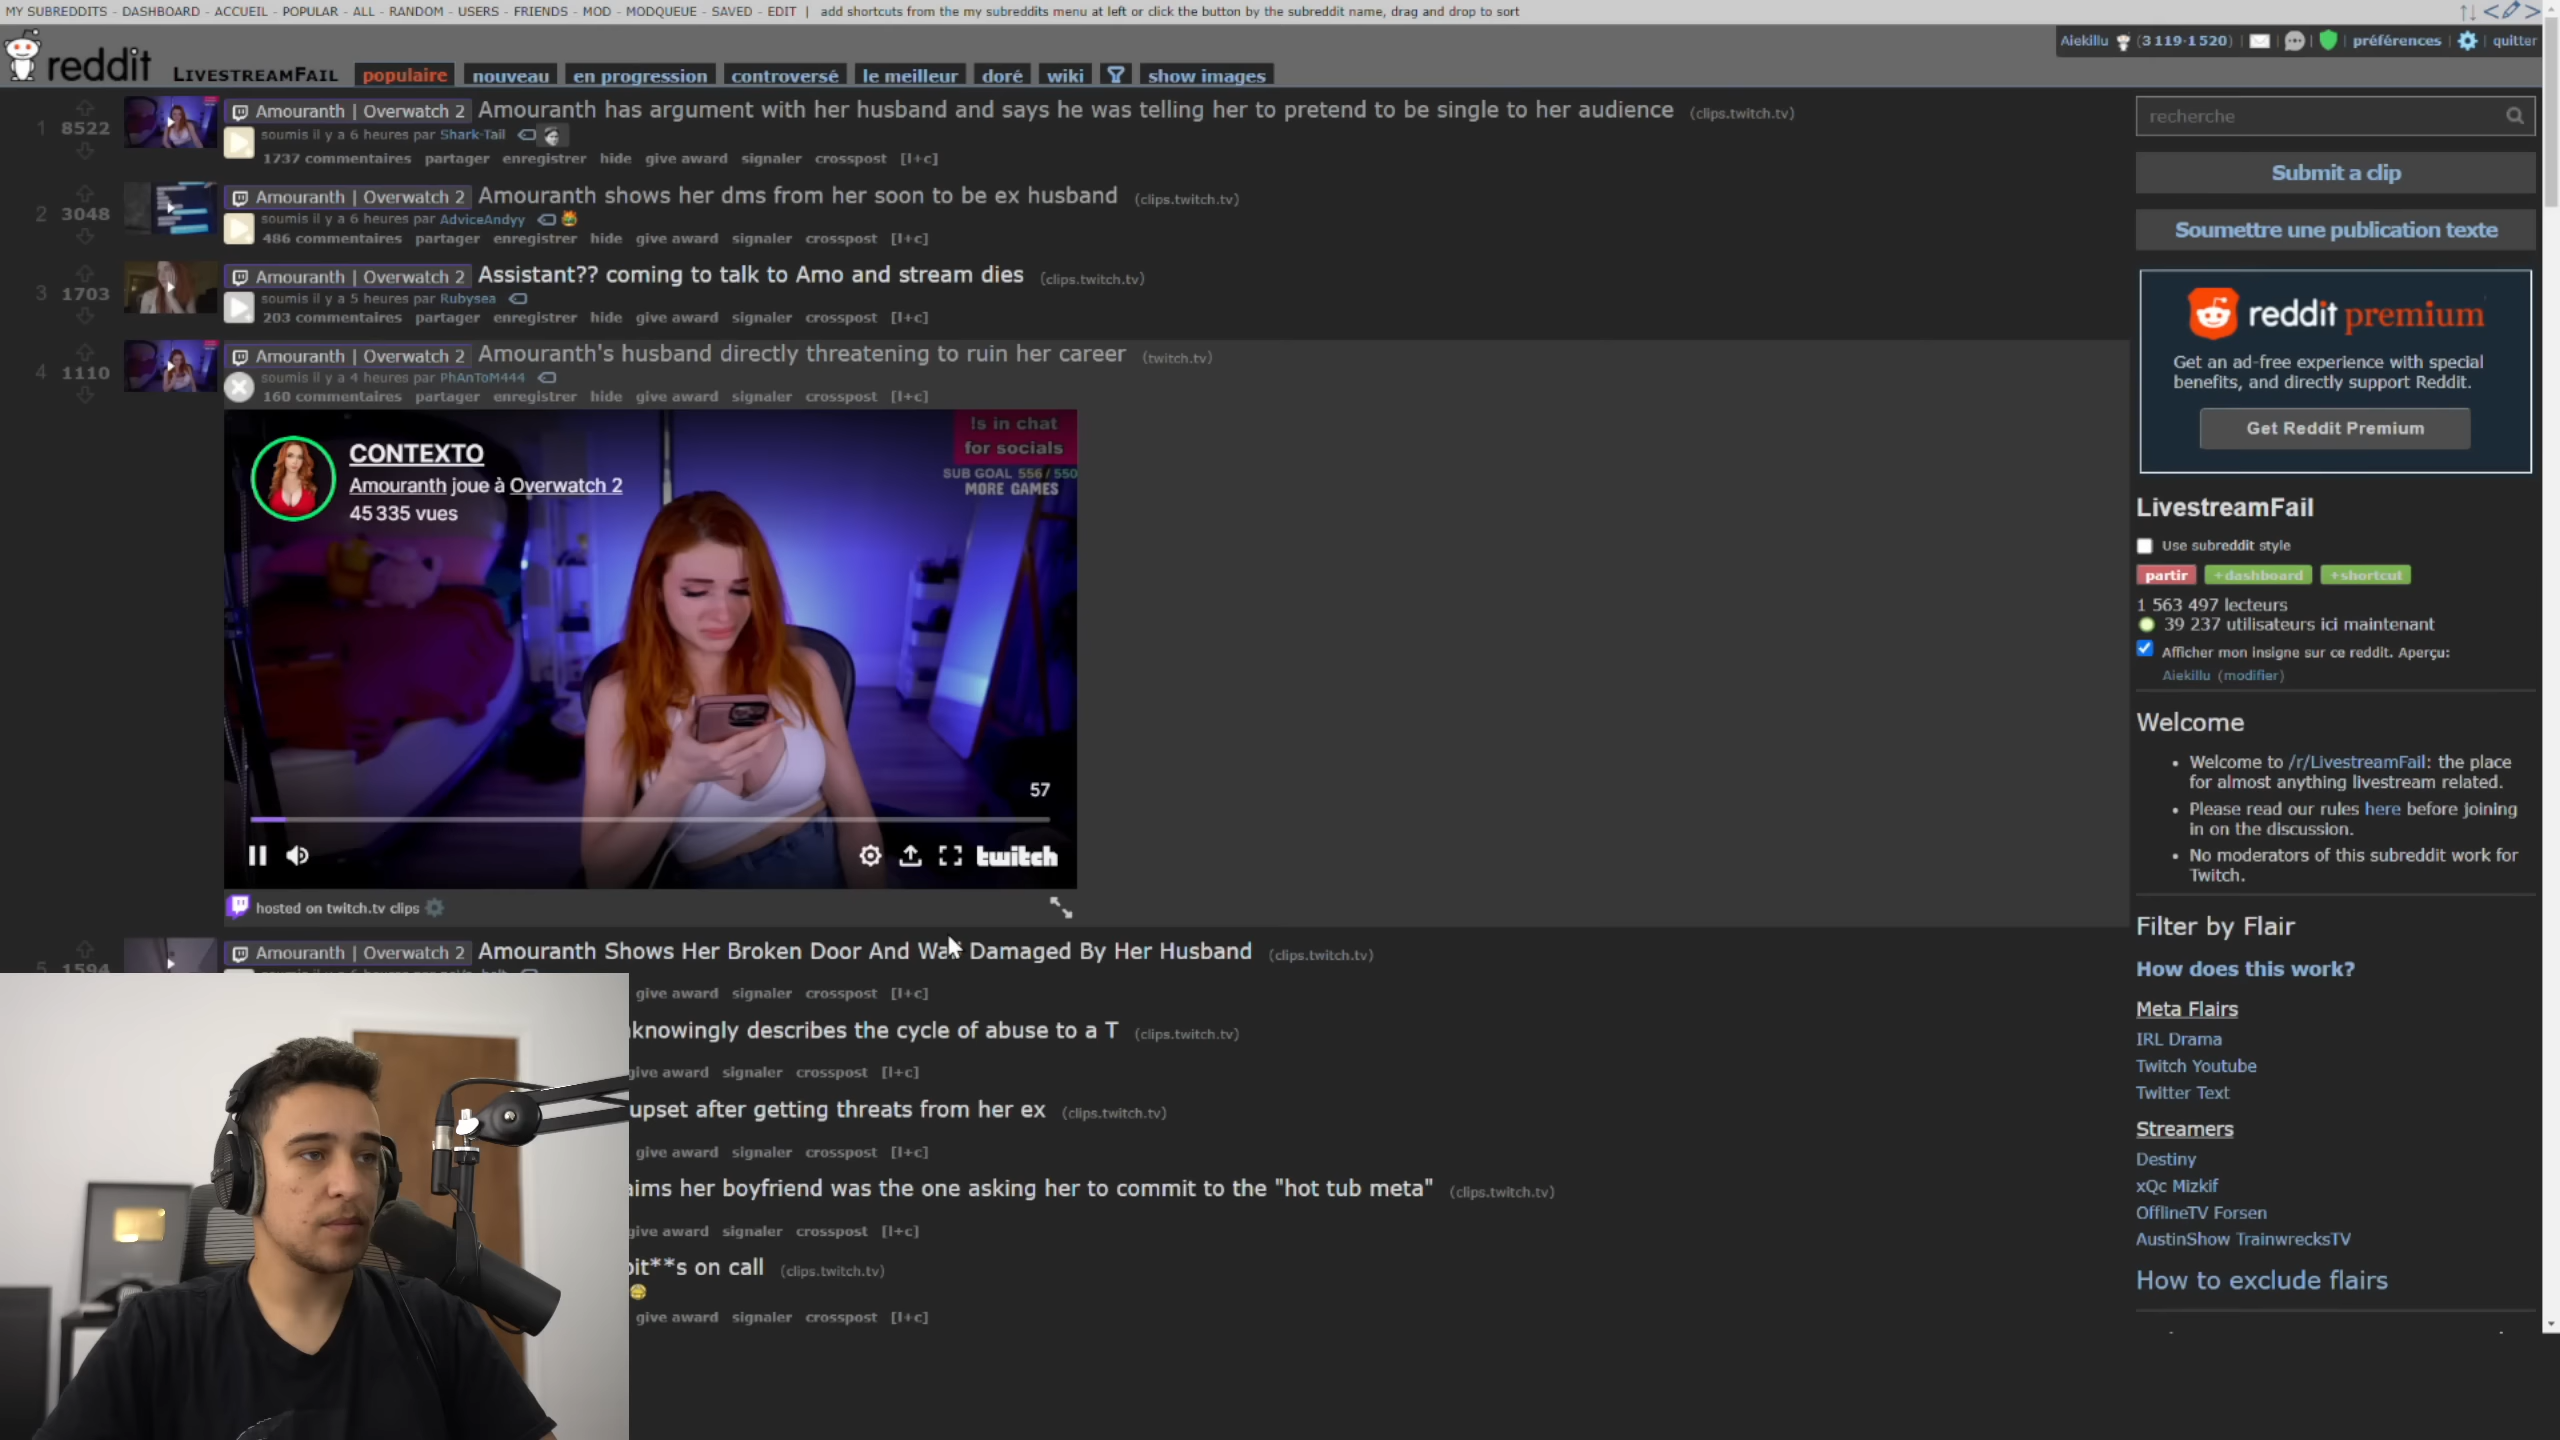 MY SUBREDDITS - DASHBOARD - ACCUEIL - POPULAR - ALL - RANDOM - USERS - FRIENDS - MOD - MODQUEUE - SAVED - EDIT | add shortcuts from the my subreddits menu at left or click the button by the subreddit name, drag and drop to sort
Aiekillu (3 119·1 520) | préférences | quitter
reddit LIVESTREAMFAIL populaire nouveau en progression controversé le meilleur doré wiki show images
1 8522 Amouranth | Overwatch 2 Amouranth has argument with her husband and says he was telling her to pretend to be single to her audience (clips.twitch.tv)
soumis il y a 6 heures par Shark-Tail
1737 commentaires partager enregistrer hide give award signaler crosspost [l+c]
2 3048 Amouranth | Overwatch 2 Amouranth shows her dms from her soon to be ex husband (clips.twitch.tv)
soumis il y a 6 heures par AdviceAndyy
486 commentaires partager enregistrer hide give award signaler crosspost [l+c]
3 1703 Amouranth | Overwatch 2 Assistant?? coming to talk to Amo and stream dies (clips.twitch.tv)
soumis il y a 5 heures par Rubysea
203 commentaires partager enregistrer hide give award signaler crosspost [l+c]
4 1110 Amouranth | Overwatch 2 Amouranth's husband directly threatening to ruin her career (twitch.tv)
soumis il y a 4 heures par PhAnToM444
160 commentaires partager enregistrer hide give award signaler crosspost [l+c]
CONTEXTO
Amouranth joue à Overwatch 2
45 335 vues
!s in chat
for socials
SUB GOAL 556/550
MORE GAMES
57
twitch
hosted on twitch.tv clips
5 1594 Amouranth | Overwatch 2 Amouranth Shows Her Broken Door And Damaged By Her Husband (clips.twitch.tv)
give award signaler crosspost [l+c]
knowingly describes the cycle of abuse to a T (clips.twitch.tv)
give award signaler crosspost [l+c]
upset after getting threats from her ex (clips.twitch.tv)
give award signaler crosspost [l+c]
aims her boyfriend was the one asking her to commit to the "hot tub meta" (clips.twitch.tv)
give award signaler crosspost [l+c]
bit**s on call (clips.twitch.tv)
give award signaler crosspost [l+c]
recherche
Submit a clip
Soumettre une publication texte
reddit premium
Get an ad-free experience with special
benefits, and directly support Reddit.
Get Reddit Premium
LivestreamFail
Use subreddit style
partir +dashboard +shortcut
1 563 497 lecteurs
39 237 utilisateurs ici maintenant
Afficher mon insigne sur ce reddit. Aperçu:
Aiekillu (modifier)
Welcome
• Welcome to /r/LivestreamFail: the place
for almost anything livestream related.
• Please read our rules here before joining
in on the discussion.
• No moderators of this subreddit work for
Twitch.
Filter by Flair
How does this work?
Meta Flairs
IRL Drama
Twitch Youtube
Twitter Text
Streamers
Destiny
xQc Mizkif
OfflineTV Forsen
AustinShow TrainwrecksTV
How to exclude flairs